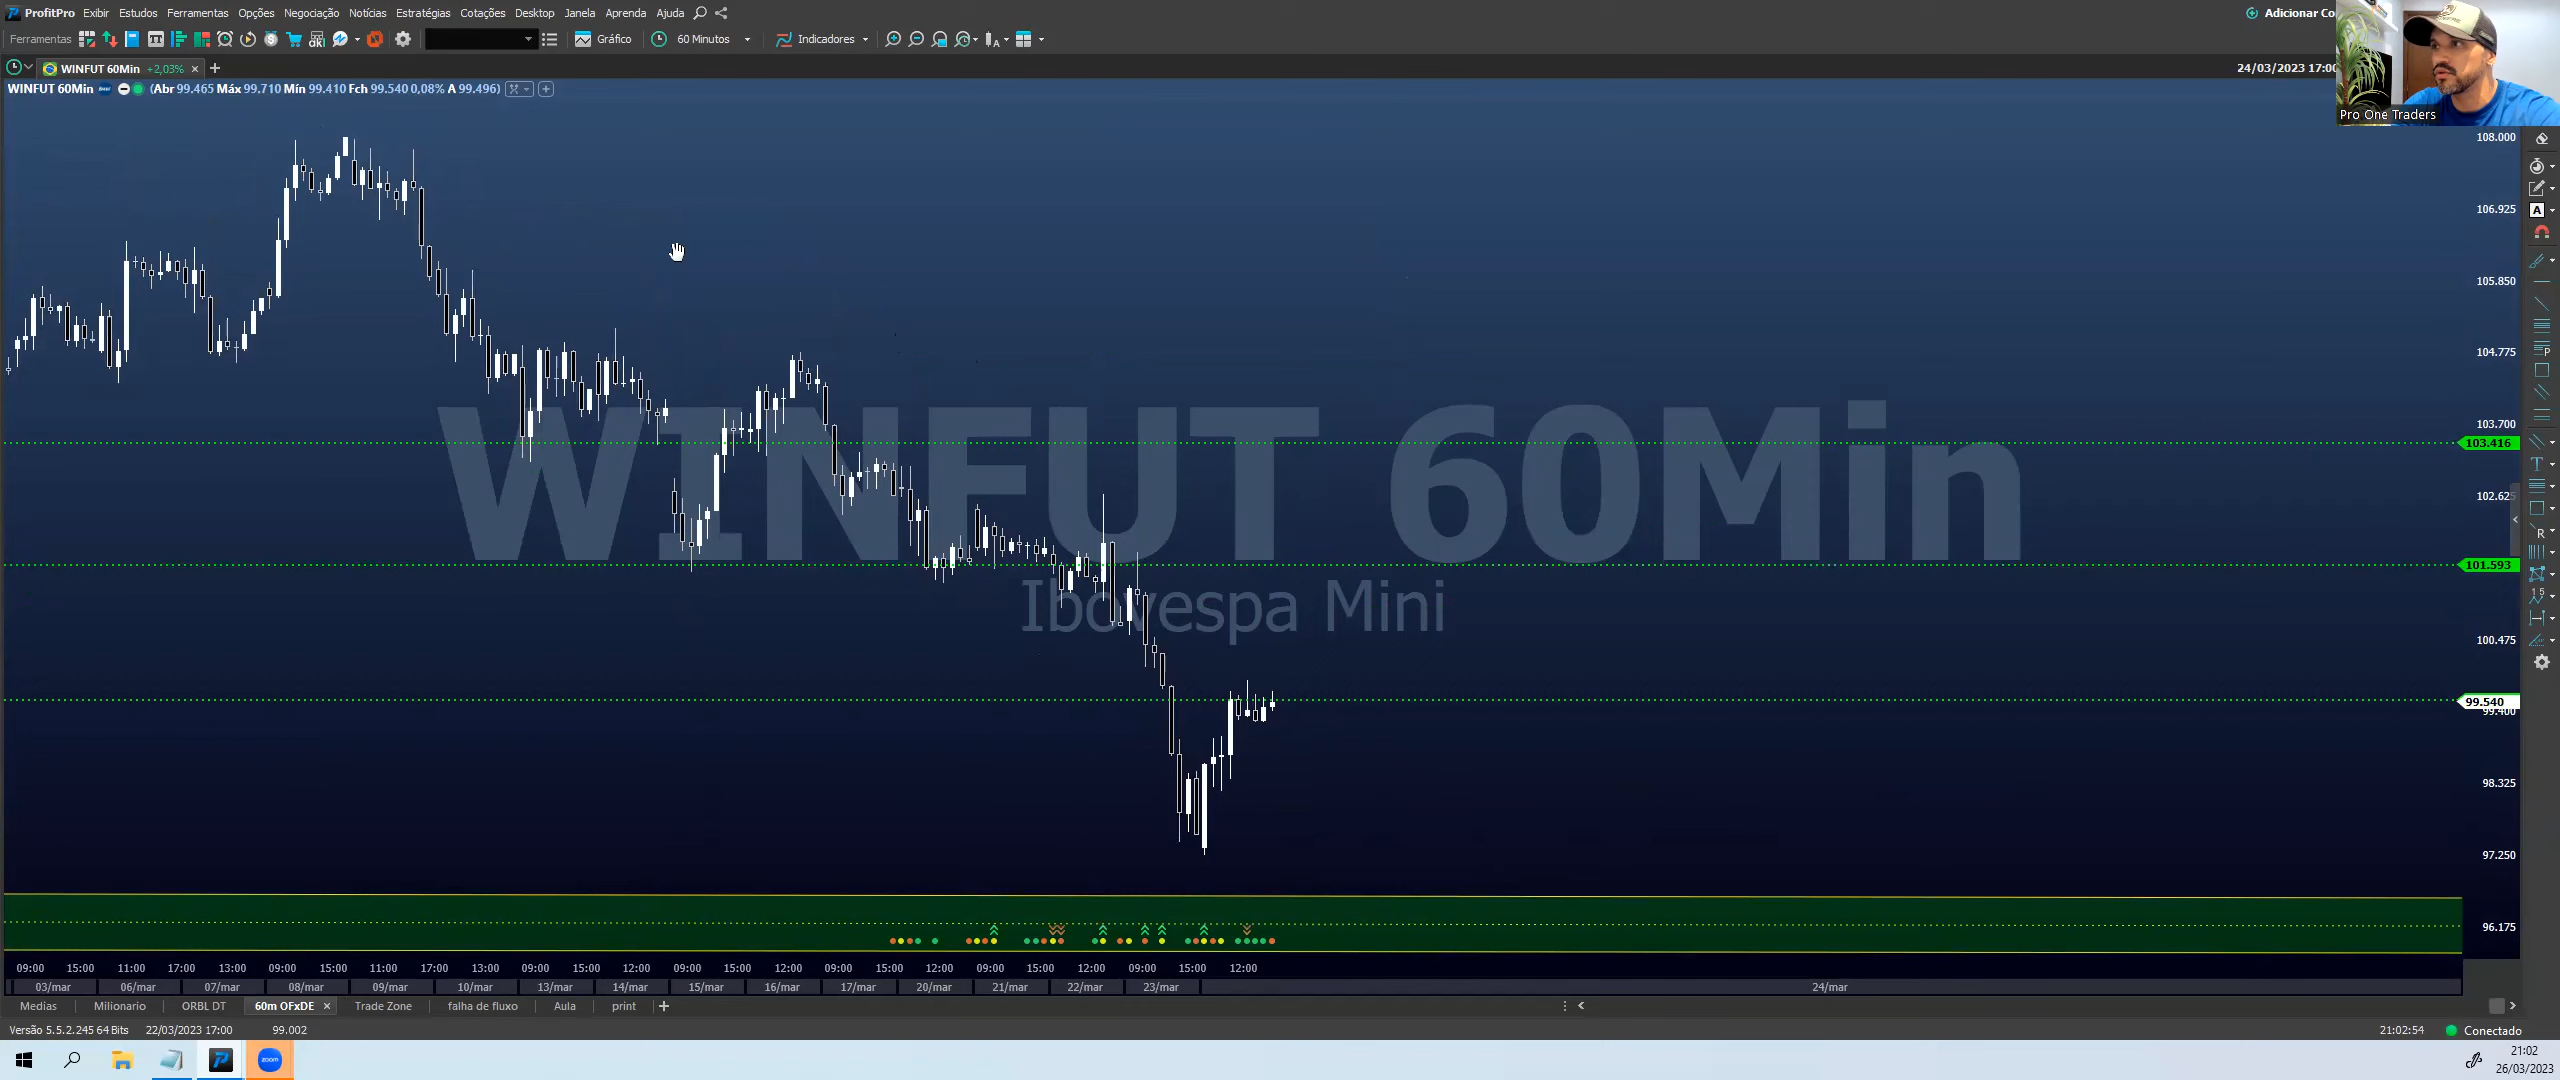 ProfitPro Exibir Estudos Ferramentas Opções Negociação Notícias Estratégias Cotações Desktop Janela Aprenda Ajuda
Adicionar Co
Ferramentas
60 Minutos
Gráfico
Indicadores
WINFUT 60Min +2,03%
24/03/2023 17:00
WINFUT 60Min (Abr 99.465 Máx 99.710 Mín 99.410 Fch 99.540 0,08% A 99.496)
Pro One Traders
108.000
106.925
105.850
104.775
103.700
103.416
102.625
101.593
100.475
99.540
99.400
98.325
97.250
96.175
WINFUT 60Min
Ibovespa Mini
09:00 15:00 11:00 17:00 13:00 09:00 15:00 11:00 17:00 13:00 09:00 15:00 12:00 09:00 15:00 12:00 09:00 15:00 12:00 09:00 15:00 12:00 09:00 15:00 12:00
03/mar 06/mar 07/mar 08/mar 09/mar 10/mar 13/mar 14/mar 15/mar 16/mar 17/mar 20/mar 21/mar 22/mar 23/mar 24/mar
Medias Milionario ORBL DT 60m OFxDE Trade Zone falha de fluxo Aula print
Versão 5.5.2.245 64 Bits 22/03/2023 17:00 99.002 21:02:54 Conectado
zoom
21:02
26/03/2023